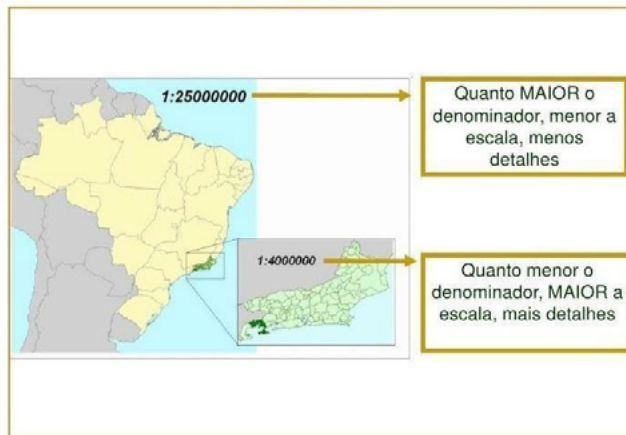 1:25000000
Quanto MAIOR o
denominador, menor a
escala, menos
detalhes
1:4000000
Quanto menor o
denominador, MAIOR a
escala, mais detalhes